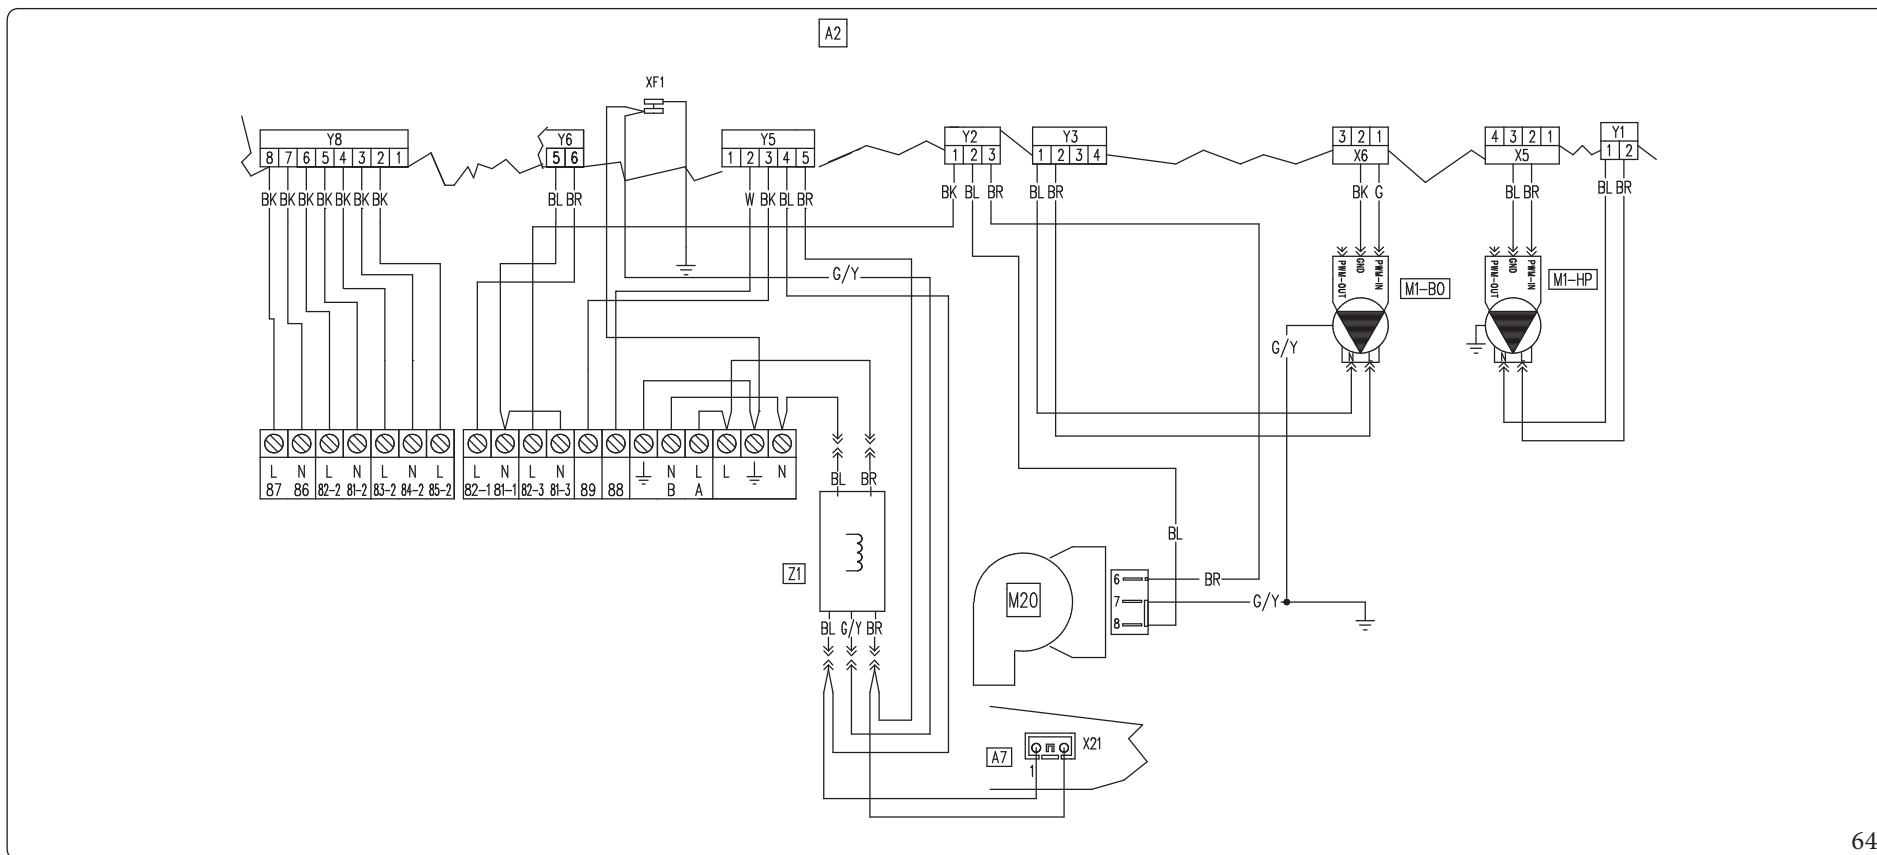 A2
XF1
Y8
8 7 6 5 4 3 2 1
Y6
5 6
Y5
1 2 3 4 5
Y2
1 2 3
Y3
1 2 3 4
3 2 1
X6
4 3 2 1
X5
Y1
1 2
BK BK BK BK BK BK BK
BL BR
W BK BL BR
BK BL BR
BL BR
BK G
BL BR
BL BR
G/Y
PWM-OUT GND PWM-IN
M1-BO
PWM-OUT GND PWM-IN
M1-HP
G/Y
N L
N L
L N L N L N L
87 86 82-2 81-2 83-2 84-2 85-2
L N L N
82-1 81-1 82-3 81-3 89 88
N L L N
B A
BL BR
Z1
BL G/Y BR
BL
M20
6
BR
7
G/Y
8
A7
X21
1
64